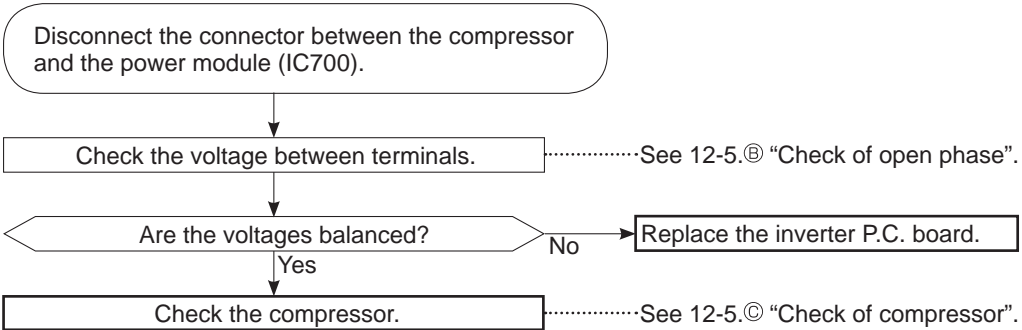 Disconnect the connector between the compressor
and the power module (IC700).
Check the voltage between terminals.
See 12-5.Ⓑ “Check of open phase”.
Are the voltages balanced?
No
Replace the inverter P.C. board.
Yes
Check the compressor.
See 12-5.Ⓒ “Check of compressor”.